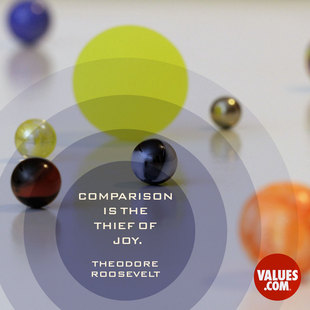 COMPARISON
IS THE
THIEF OF
JOY.
THEODORE
ROOSEVELT
VALUES
.COM